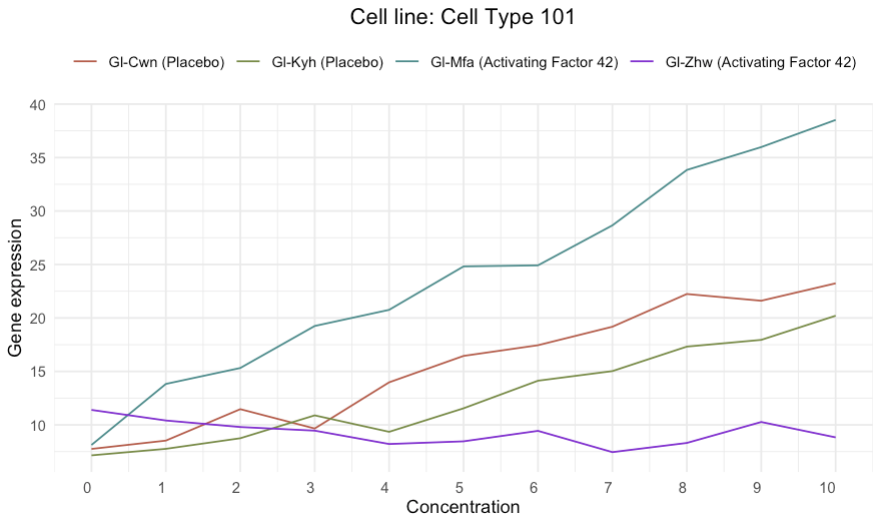 Cell line: Cell Type 101
Gl-Cwn (Placebo) Gl-Kyh (Placebo) Gl-Mfa (Activating Factor 42) Gl-Zhw (Activating Factor 42)
40
35
30
25
20
15
10
Gene expression
0 1 2 3 4 5 6 7 8 9 10
Concentration